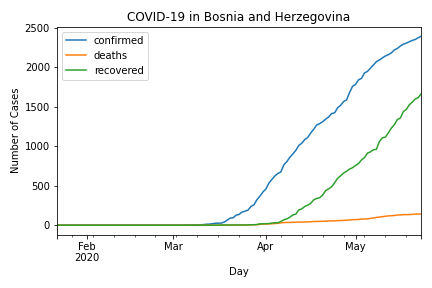 COVID-19 in Bosnia and Herzegovina
2500
2000
1500
1000
500
0
Number of Cases
confirmed
deaths
recovered
Feb
2020
Mar
Apr
May
Day